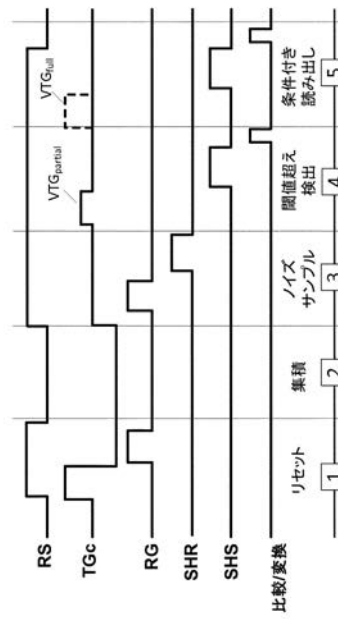 RS
TGc
RG
SHR
SHS
比較/変換
VTGpartial
VTGfull
リセット
集積
ノイズ
サンプル
閾値超え
検出
条件付き
読み出し
1
2
3
4
5